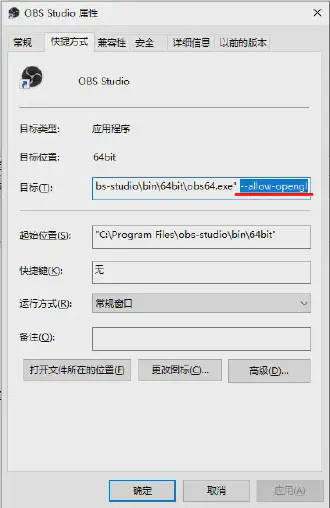 OBS Studio 属性
常规 快捷方式 兼容性 安全 详细信息 以前的版本
OBS Studio
目标类型: 应用程序
目标位置: 64bit
目标(T): bs-studio\bin\64bit\obs64.exe" --allow-opengl
起始位置(S): "C:\Program Files\obs-studio\bin\64bit"
快捷键(K): 无
运行方式(R): 常规窗口
备注(O):
打开文件所在的位置(F) 更改图标(C)... 高级(D)...
确定 取消 应用(A)